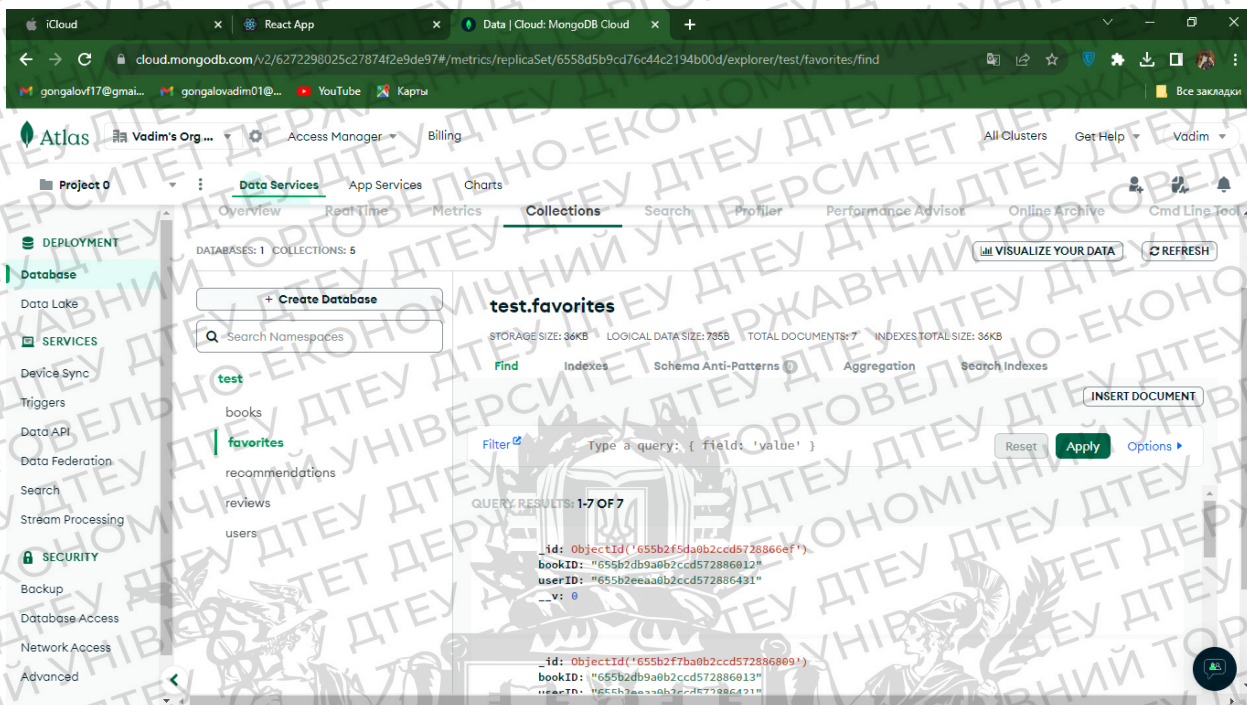 iCloud React App Data | Cloud: MongoDB Cloud
cloud.mongodb.com/v2/6272298025c27874f2e9de97#/metrics/replicaSet/6558d5b9cd76c44c2194b00d/explorer/test/favorites/find
gongalovf17@gmai... gongalovadim01@... YouTube Карты Все закладки
Atlas Vadim's Org ... Access Manager Billing All Clusters Get Help Vadim
Project 0 Data Services App Services Charts
Overview Real Time Metrics Collections Search Profiler Performance Advisor Online Archive Cmd Line Tool
DEPLOYMENT
Database
Data Lake
SERVICES
Device Sync
Triggers
Data API
Data Federation
Search
Stream Processing
SECURITY
Backup
Database Access
Network Access
Advanced
DATABASES: 1 COLLECTIONS: 5
VISUALIZE YOUR DATA REFRESH
+ Create Database
Search Namespaces
test
books
favorites
recommendations
reviews
users
test.favorites
STORAGE SIZE: 36KB LOGICAL DATA SIZE: 735B TOTAL DOCUMENTS: 7 INDEXES TOTAL SIZE: 36KB
Find Indexes Schema Anti-Patterns 0 Aggregation Search Indexes
INSERT DOCUMENT
Filter Type a query: { field: 'value' } Reset Apply Options
QUERY RESULTS: 1-7 OF 7
_id: ObjectId('655b2f5da0b2ccd5728866ef')
bookID: "655b2db9a0b2ccd572886012"
userID: "655b2eeaa0b2ccd572886431"
__v: 0
_id: ObjectId('655b2f7ba0b2ccd572886809')
bookID: "655b2db9a0b2ccd572886013"
userID: "655b2eeaa0b2ccd572886431"